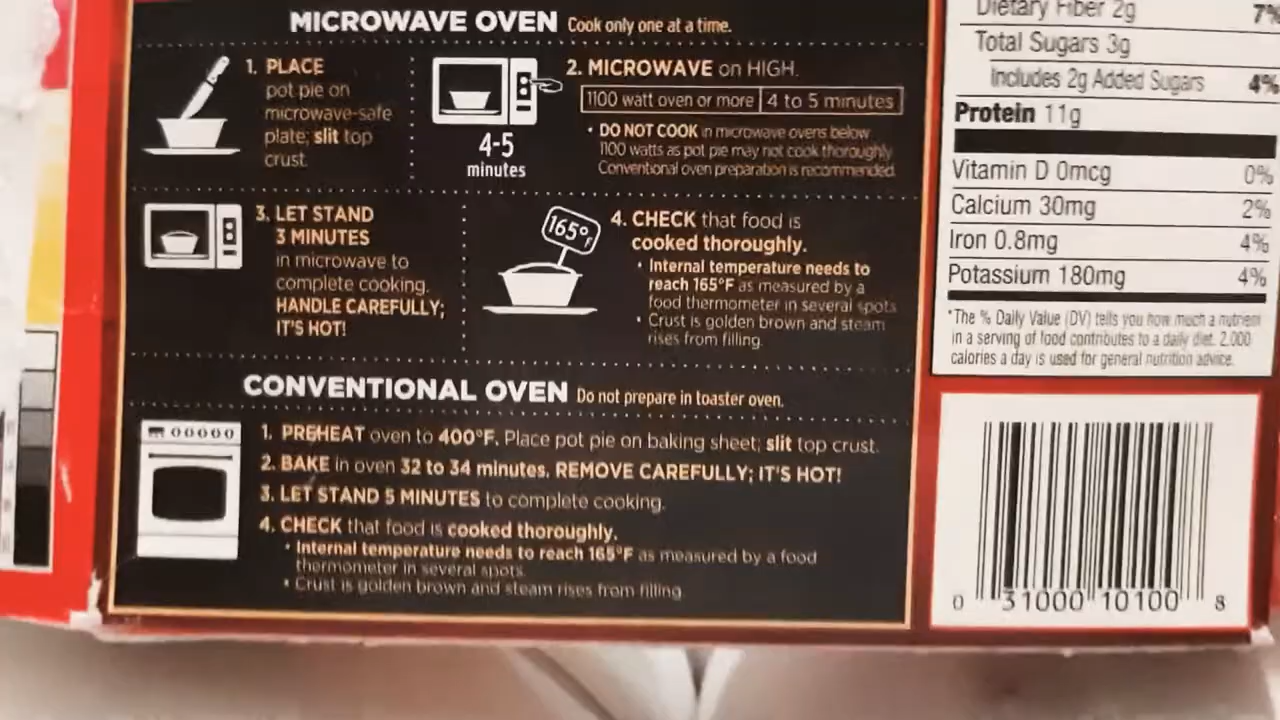 MICROWAVE OVEN Cook only one at a time.
1. PLACE
pot pie on
microwave-safe
plate; slit top
crust.
4-5
minutes
2. MICROWAVE on HIGH.
1100 watt oven or more 4 to 5 minutes
• DO NOT COOK in microwave ovens below
1100 watts as pot pie may not cook thoroughly
Conventional oven preparation is recommended.
3. LET STAND
3 MINUTES
in microwave to
complete cooking.
HANDLE CAREFULLY;
IT'S HOT!
165°F
4. CHECK that food is
cooked thoroughly.
• Internal temperature needs to
reach 165°F as measured by a
food thermometer in several spots
• Crust is golden brown and steam
rises from filling.
CONVENTIONAL OVEN Do not prepare in toaster oven.
1. PREHEAT oven to 400°F. Place pot pie on baking sheet; slit top crust.
2. BAKE in oven 32 to 34 minutes. REMOVE CAREFULLY; IT'S HOT!
3. LET STAND 5 MINUTES to complete cooking.
4. CHECK that food is cooked thoroughly.
• Internal temperature needs to reach 165°F as measured by a food
thermometer in several spots.
• Crust is golden brown and steam rises from filling
Dietary Fiber 2g 7%
Total Sugars 3g
Includes 2g Added Sugars 4%
Protein 11g
Vitamin D 0mcg 0%
Calcium 30mg 2%
Iron 0.8mg 4%
Potassium 180mg 4%
*The % Daily Value (DV) tells you how much a nutrient
in a serving of food contributes to a daily diet. 2,000
calories a day is used for general nutrition advice.
0 31000 10100 8